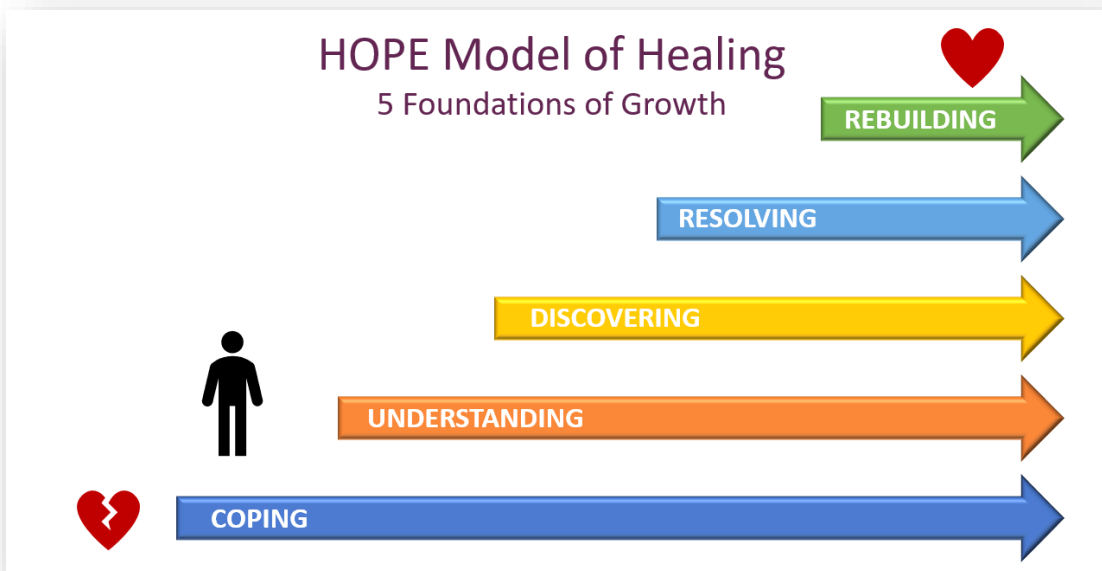 HOPE Model of Healing
5 Foundations of Growth
REBUILDING
RESOLVING
DISCOVERING
UNDERSTANDING
COPING